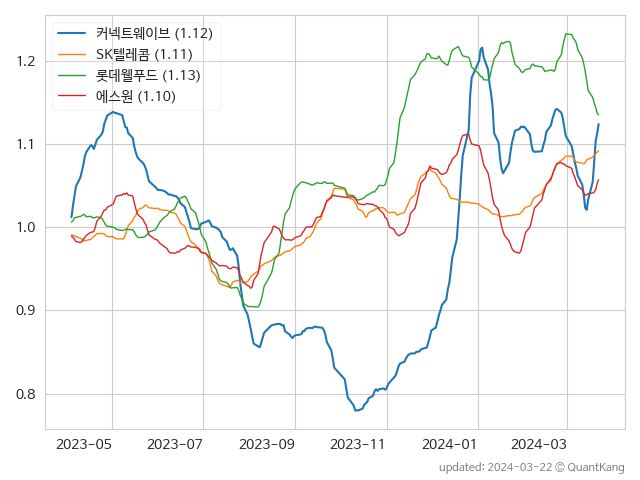 커넥트웨이브 (1.12)
SK텔레콤 (1.11)
롯데웰푸드 (1.13)
에스원 (1.10)
1.2
1.1
1.0
0.9
0.8
2023-05 2023-07 2023-09 2023-11 2024-01 2024-03
updated: 2024-03-22 © QuantKang